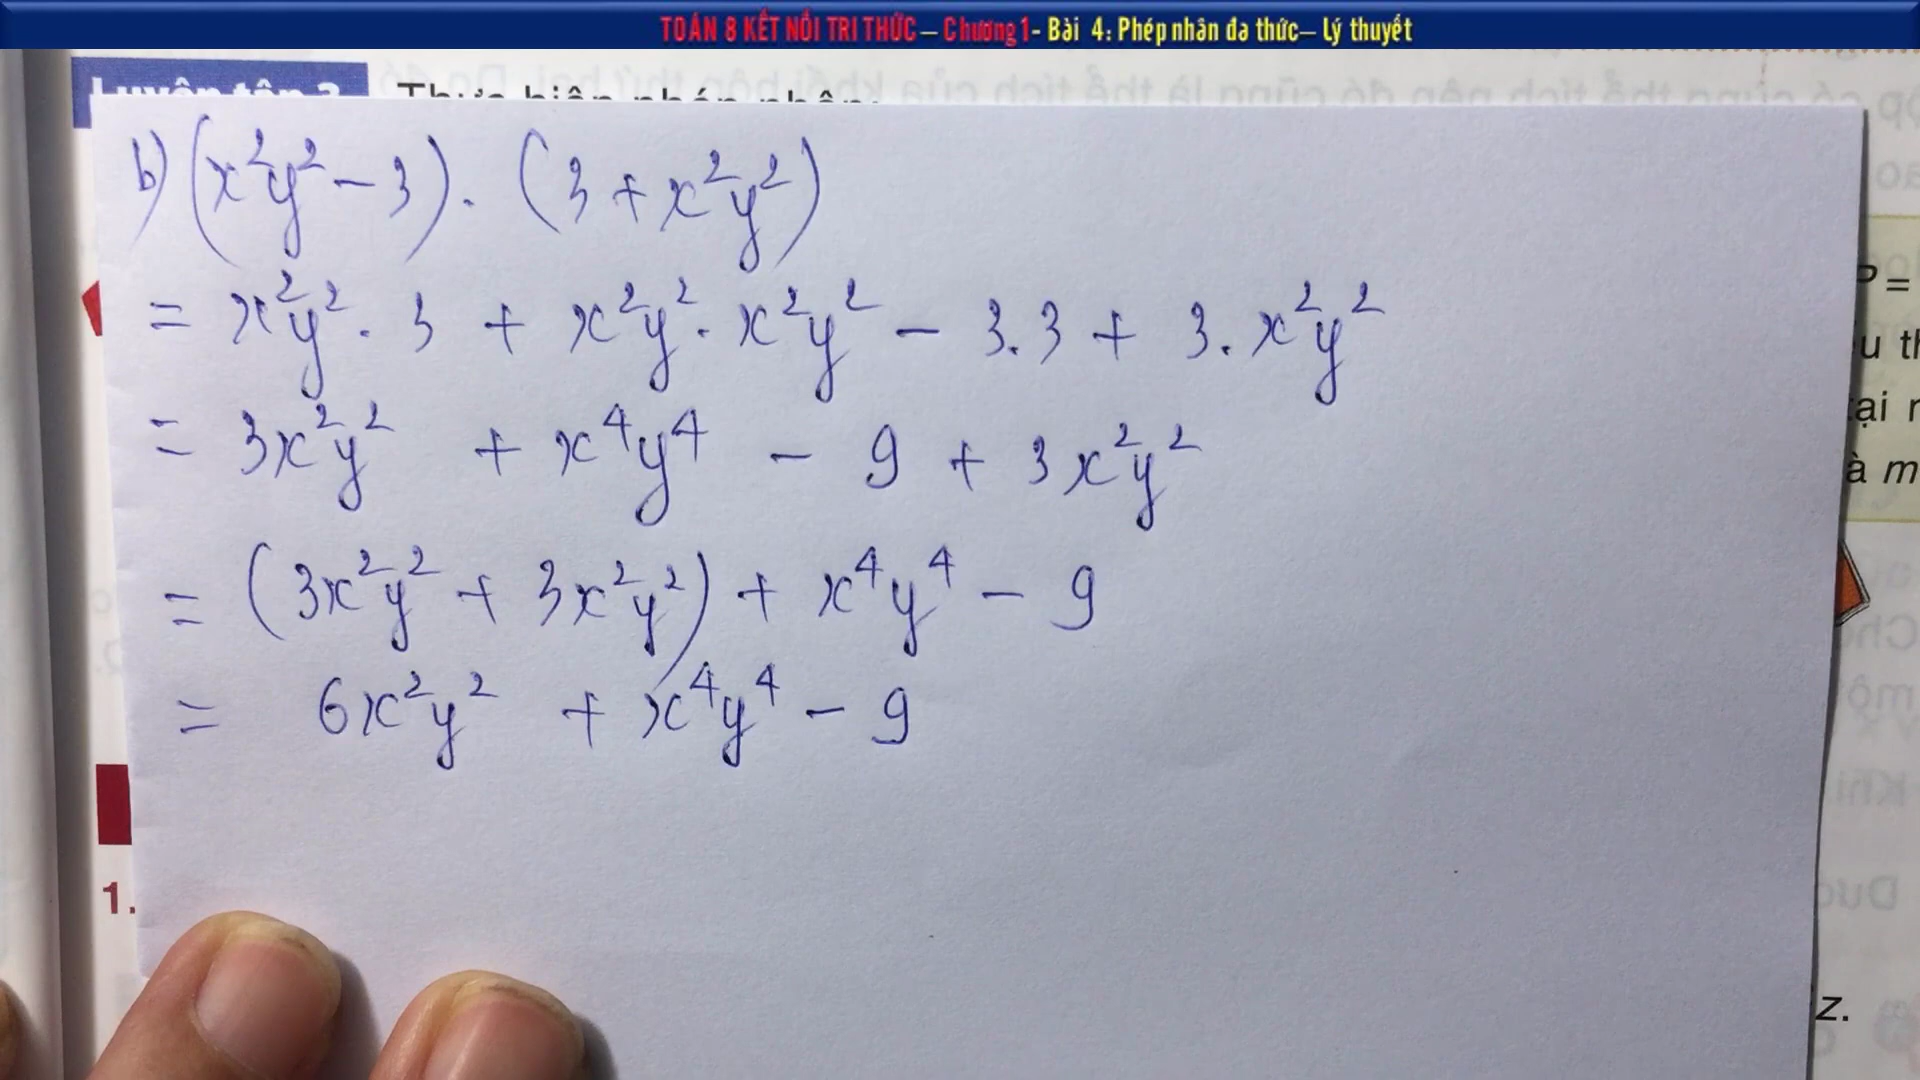 TOÁN 8 KẾT NỐI TRI THỨC – Chương 1 - Bài 4: Phép nhân đa thức – Lý thuyết
b) (x²y² - 3) . (3 + x²y²)
= x²y² . 3 + x²y² . x²y² - 3.3 + 3. x²y²
= 3x²y² + x⁴y⁴ - 9 + 3x²y²
= (3x²y² + 3x²y²) + x⁴y⁴ - 9
= 6x²y² + x⁴y⁴ - 9
1.
z.